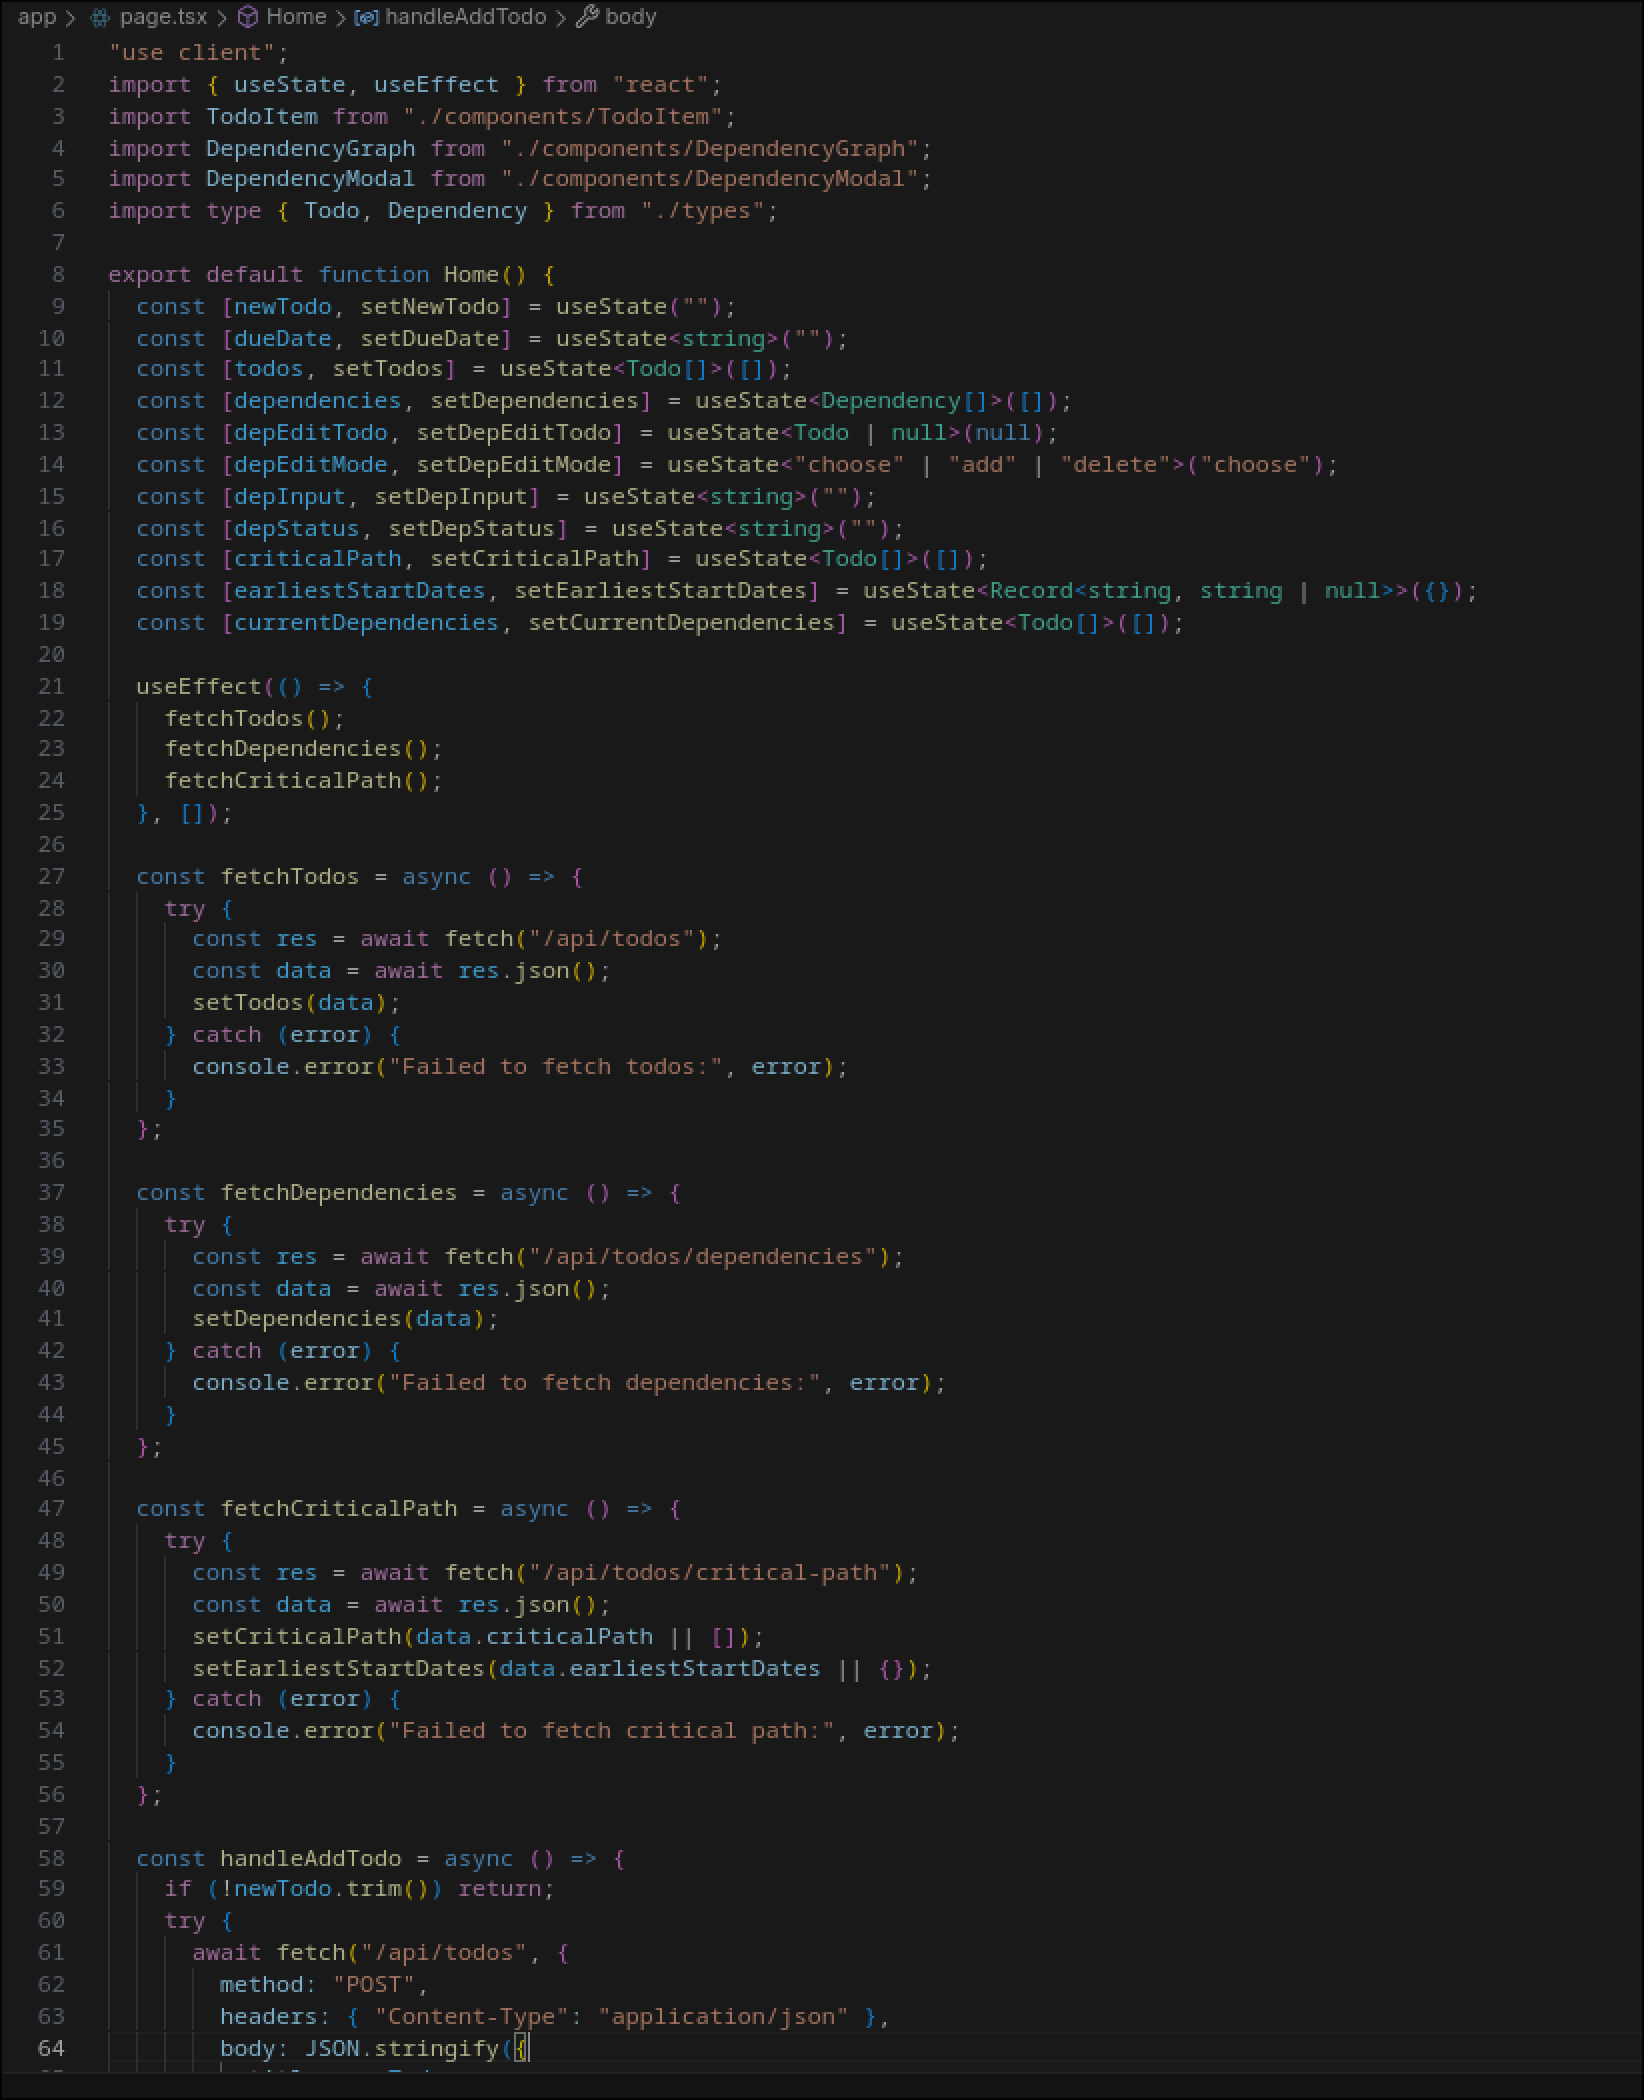 app > page.tsx > Home > handleAddTodo > body
1 "use client";
2 import { useState, useEffect } from "react";
3 import TodoItem from "./components/TodoItem";
4 import DependencyGraph from "./components/DependencyGraph";
5 import DependencyModal from "./components/DependencyModal";
6 import type { Todo, Dependency } from "./types";
7
8 export default function Home() {
9   const [newTodo, setNewTodo] = useState("");
10   const [dueDate, setDueDate] = useState<string>("");
11   const [todos, setTodos] = useState<Todo[]>([]);
12   const [dependencies, setDependencies] = useState<Dependency[]>([]);
13   const [depEditTodo, setDepEditTodo] = useState<Todo | null>(null);
14   const [depEditMode, setDepEditMode] = useState<"choose" | "add" | "delete">("choose");
15   const [depInput, setDepInput] = useState<string>("");
16   const [depStatus, setDepStatus] = useState<string>("");
17   const [criticalPath, setCriticalPath] = useState<Todo[]>([]);
18   const [earliestStartDates, setEarliestStartDates] = useState<Record<string, string | null>>({});
19   const [currentDependencies, setCurrentDependencies] = useState<Todo[]>([]);
20
21   useEffect(() => {
22     fetchTodos();
23     fetchDependencies();
24     fetchCriticalPath();
25   }, []);
26
27   const fetchTodos = async () => {
28     try {
29       const res = await fetch("/api/todos");
30       const data = await res.json();
31       setTodos(data);
32     } catch (error) {
33       console.error("Failed to fetch todos:", error);
34     }
35   };
36
37   const fetchDependencies = async () => {
38     try {
39       const res = await fetch("/api/todos/dependencies");
40       const data = await res.json();
41       setDependencies(data);
42     } catch (error) {
43       console.error("Failed to fetch dependencies:", error);
44     }
45   };
46
47   const fetchCriticalPath = async () => {
48     try {
49       const res = await fetch("/api/todos/critical-path");
50       const data = await res.json();
51       setCriticalPath(data.criticalPath || []);
52       setEarliestStartDates(data.earliestStartDates || {});
53     } catch (error) {
54       console.error("Failed to fetch critical path:", error);
55     }
56   };
57
58   const handleAddTodo = async () => {
59     if (!newTodo.trim()) return;
60     try {
61       await fetch("/api/todos", {
62         method: "POST",
63         headers: { "Content-Type": "application/json" },
64         body: JSON.stringify({